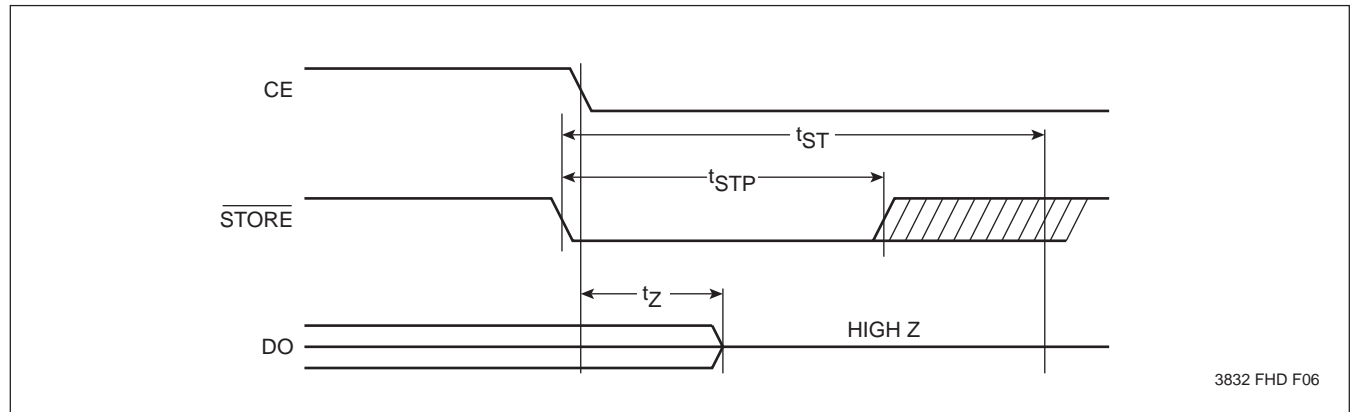 CE
tST
tSTP
STORE
tZ
DO
HIGH Z
3832 FHD F06